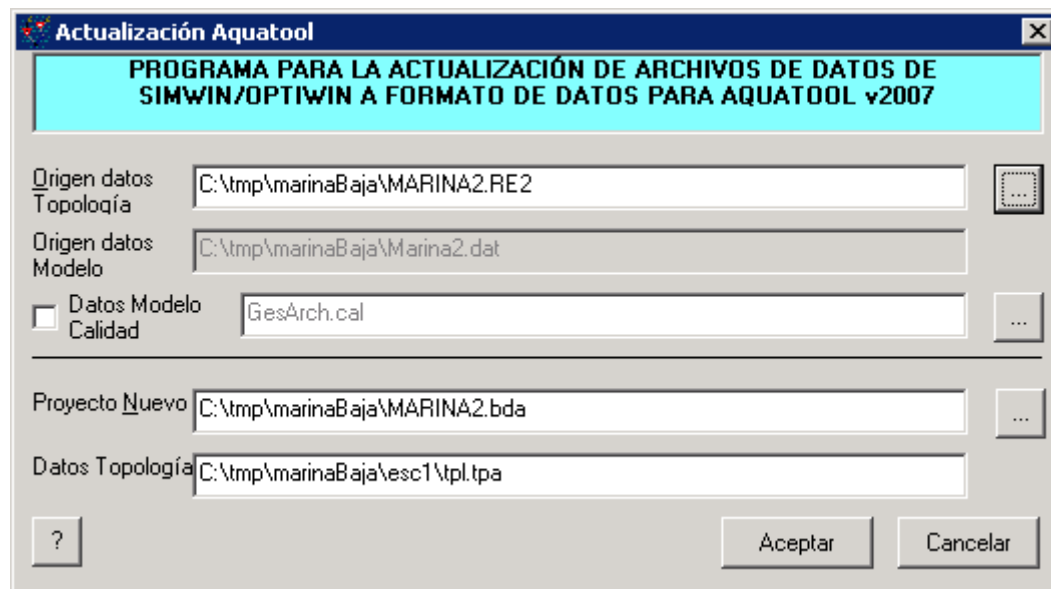 Actualización Aquatool
PROGRAMA PARA LA ACTUALIZACIÓN DE ARCHIVOS DE DATOS DE
SIMWIN/OPTIWIN A FORMATO DE DATOS PARA AQUATOOL v2007
Origen datos
Topología
C:\tmp\marinaBaja\MARINA2.RE2
...
Origen datos
Modelo
C:\tmp\marinaBaja\Marina2.dat
Datos Modelo
Calidad
GesArch.cal
...
Proyecto Nuevo
C:\tmp\marinaBaja\MARINA2.bda
...
Datos Topología
C:\tmp\marinaBaja\esc1\tpl.tpa
?
Aceptar
Cancelar